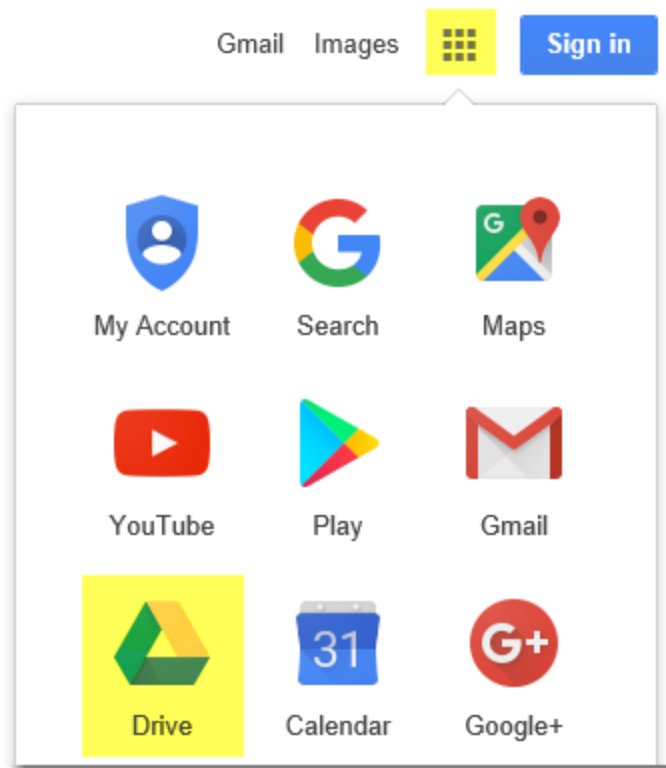 Gmail Images Sign in
My Account Search Maps
YouTube Play Gmail
31 G+
Drive Calendar Google+